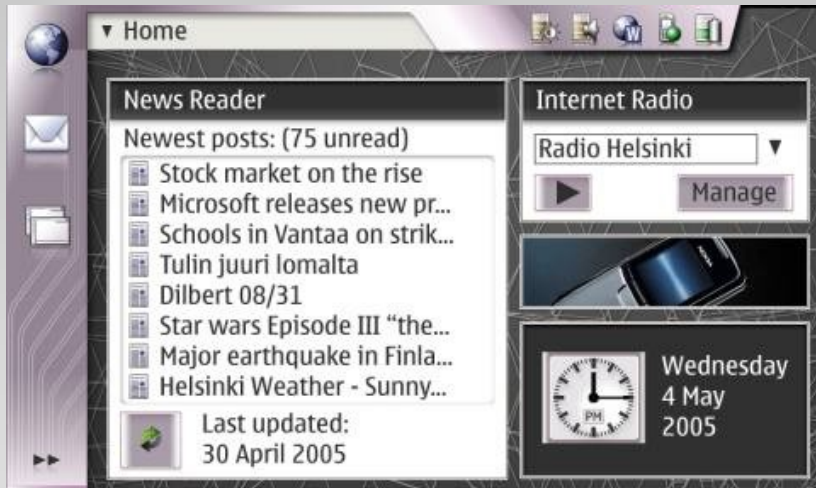 Home
News Reader
Newest posts: (75 unread)
Stock market on the rise
Microsoft releases new pr...
Schools in Vantaa on strik...
Tulin juuri lomalta
Dilbert 08/31
Star wars Episode III “the...
Major earthquake in Finla...
Helsinki Weather - Sunny...
Last updated:
30 April 2005
Internet Radio
Radio Helsinki
Manage
NOKIA
PM
Wednesday
4 May
2005